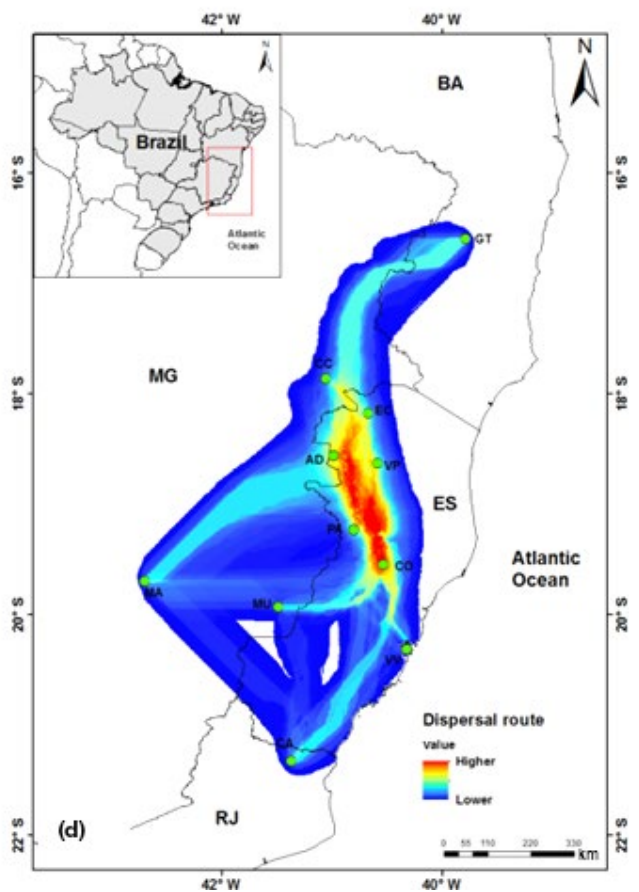 42° W
40° W
N
N
BA
Brazil
Atlantic
Ocean
16° S
16° S
GT
MG
CC
18° S
18° S
EC
AD
VP
ES
PA
CO
Atlantic
Ocean
MA
MU
20° S
20° S
VV
Dispersal route
Value
Higher
Lower
CA
RJ
(d)
22° S
22° S
0 55 110 220 330
km
42° W
40° W